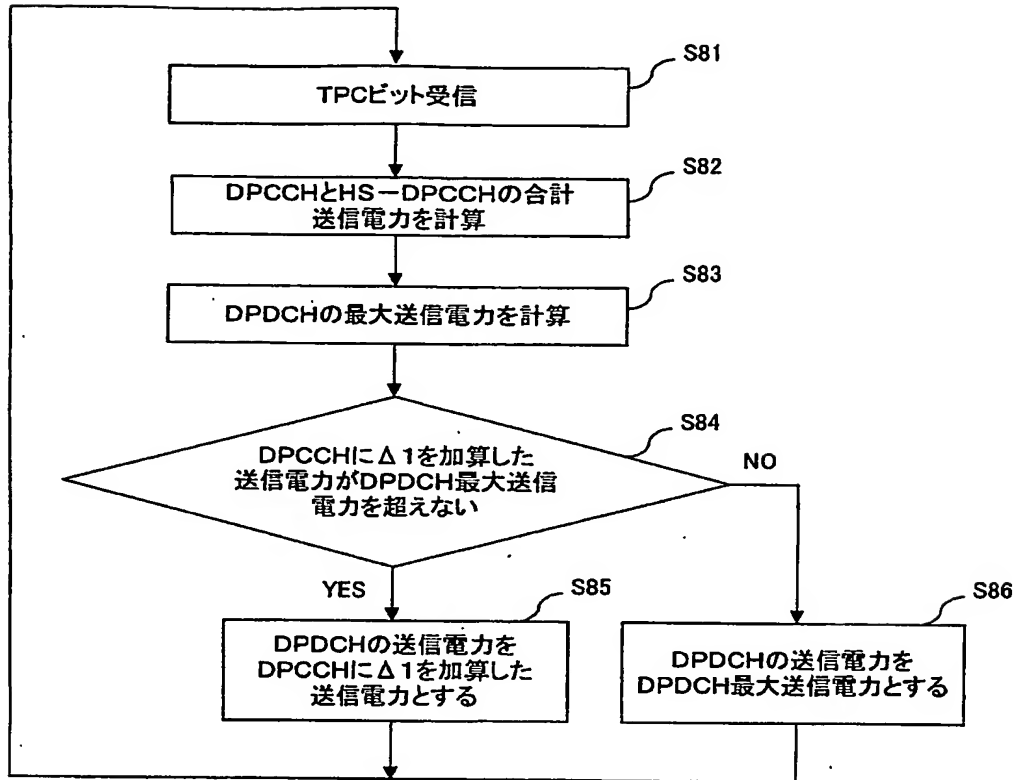 S81
TPCビット受信
S82
DPCCHとHS－DPCCHの合計
送信電力を計算
S83
DPDCHの最大送信電力を計算
S84
DPCCHにΔ1を加算した
送信電力がDPDCH最大送信
電力を超えない
NO
YES
S85
DPDCHの送信電力を
DPCCHにΔ1を加算した
送信電力とする
S86
DPDCHの送信電力を
DPDCH最大送信電力とする